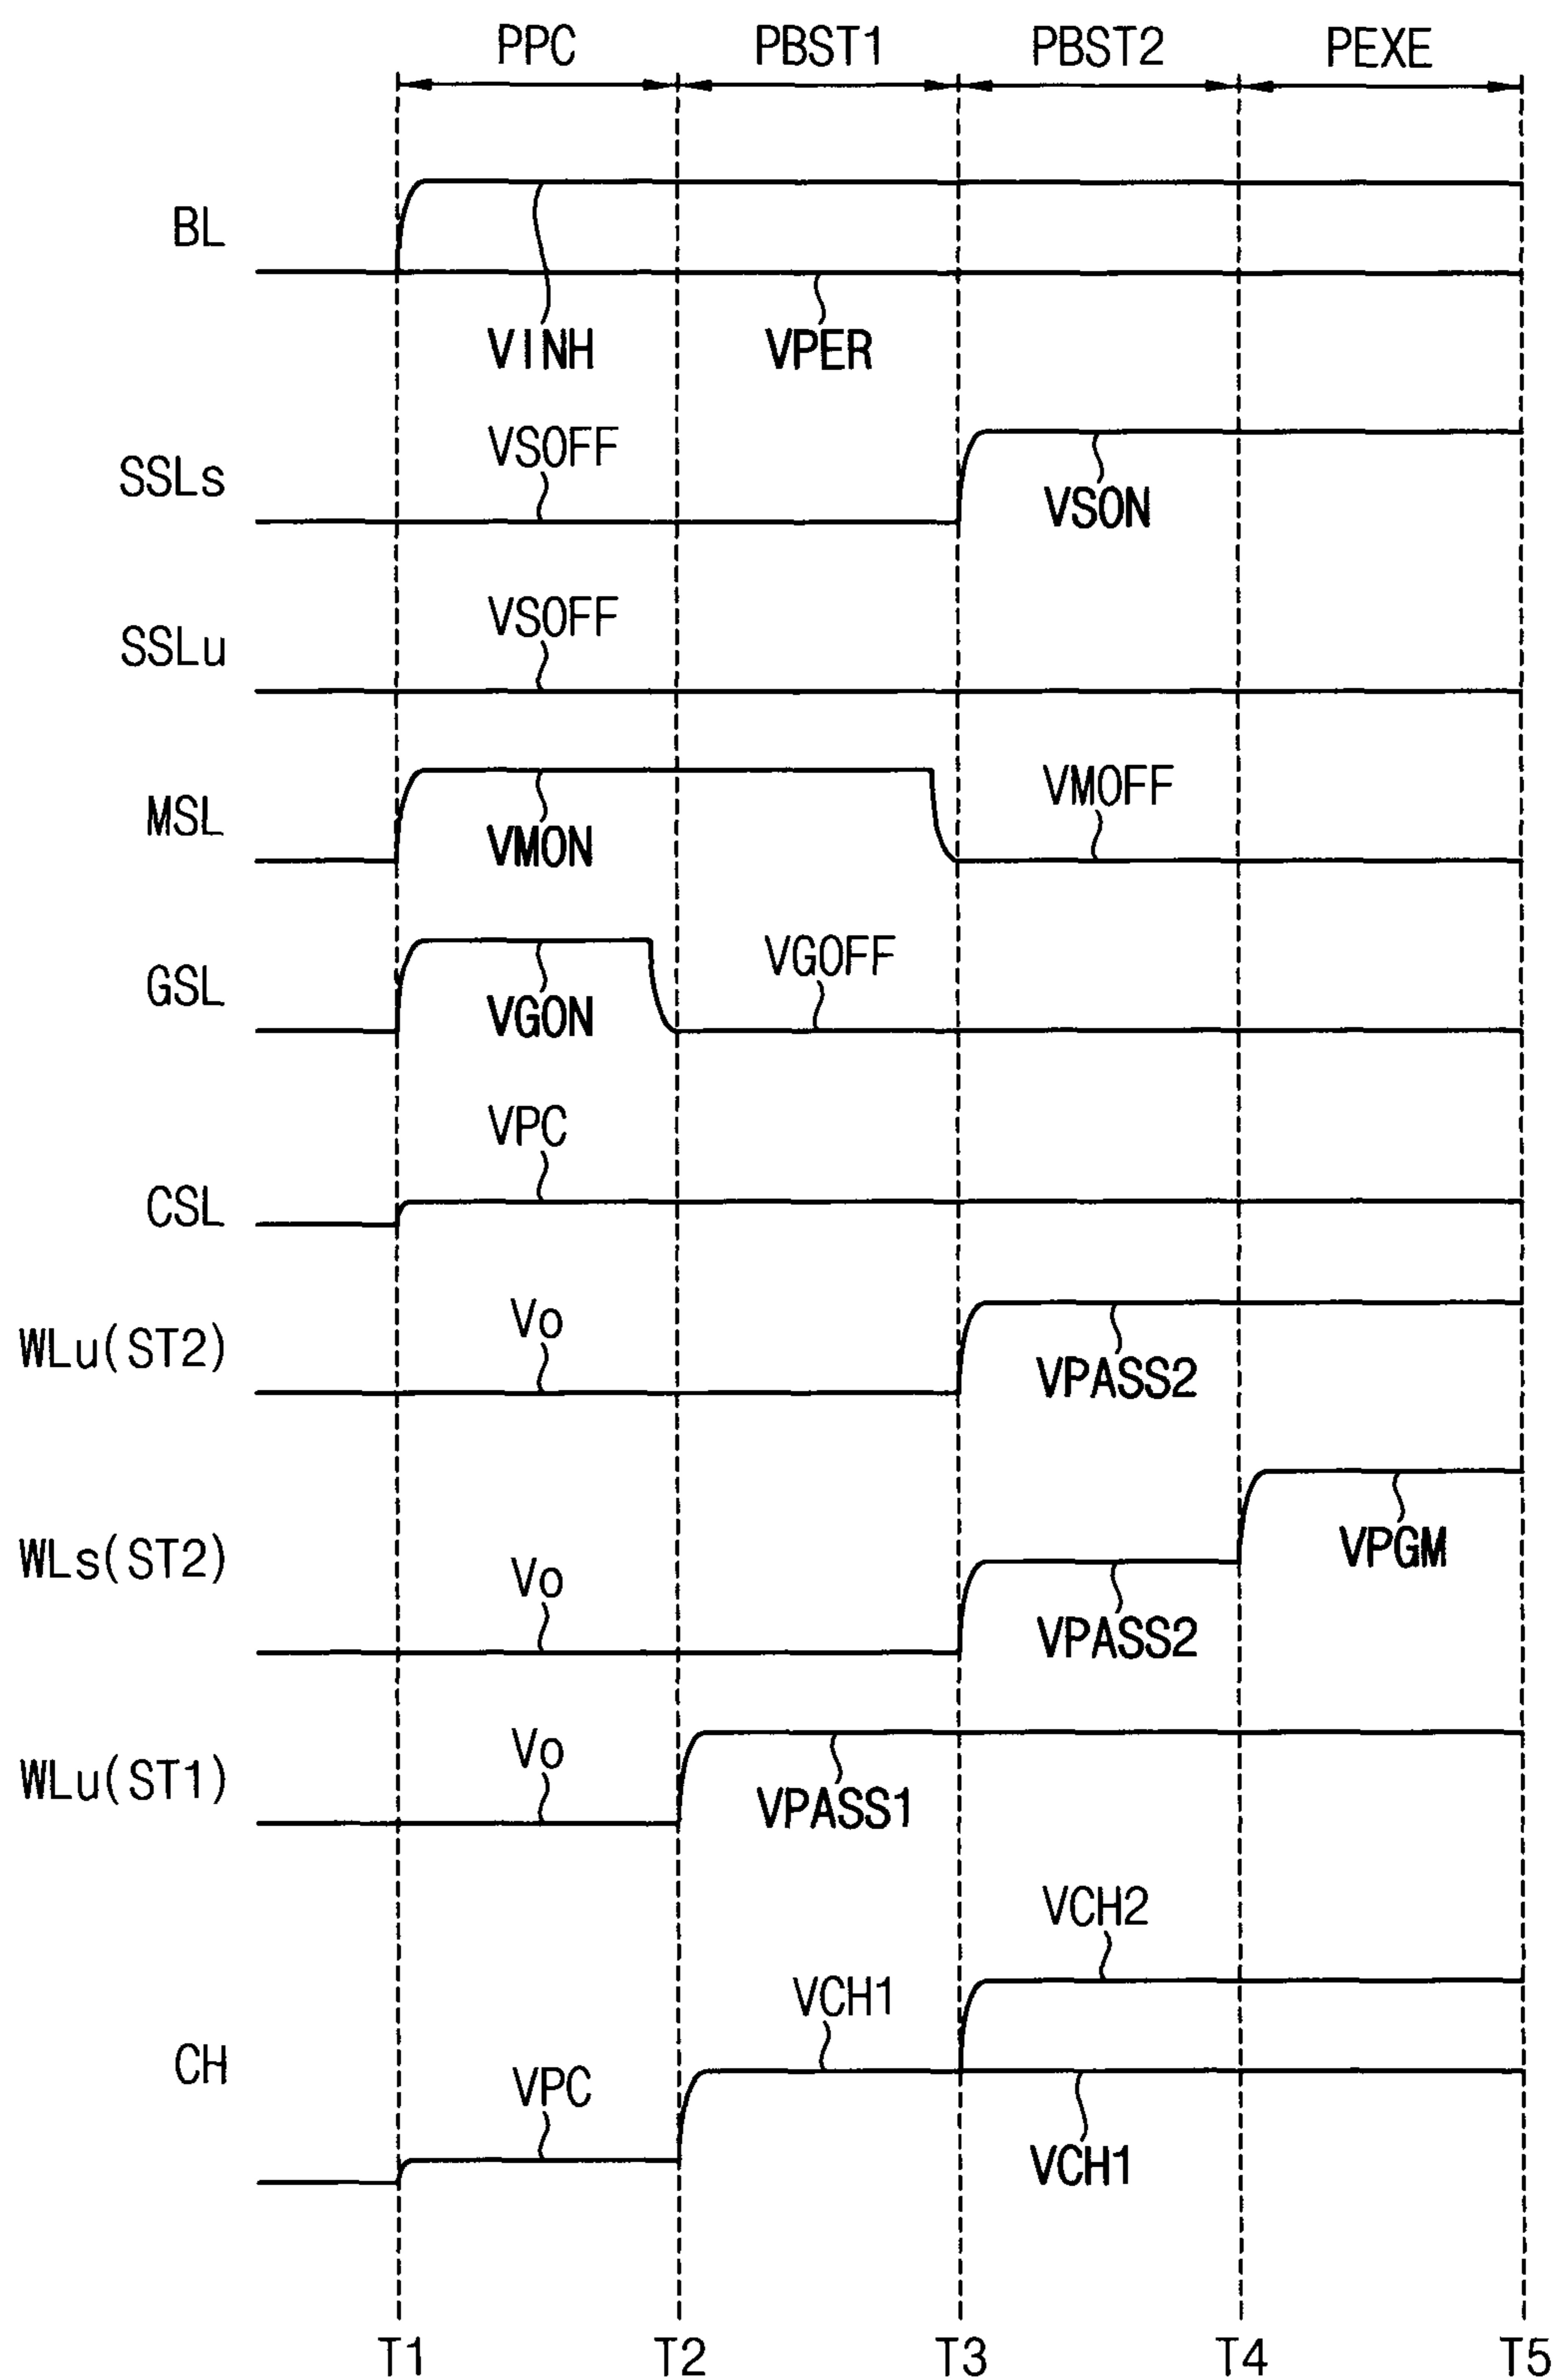 PPC PBST1 PBST2 PEXE
BL
VINH VPER
SSLs VSOFF VSON
SSLu VSOFF
MSL VMON VMOFF
GSL VGON VGOFF
CSL VPC
WLu(ST2) Vo VPASS2
WLs(ST2) Vo VPASS2 VPGM
WLu(ST1) Vo VPASS1
VCH2
VCH1
CH VPC VCH1
T1 T2 T3 T4 T5